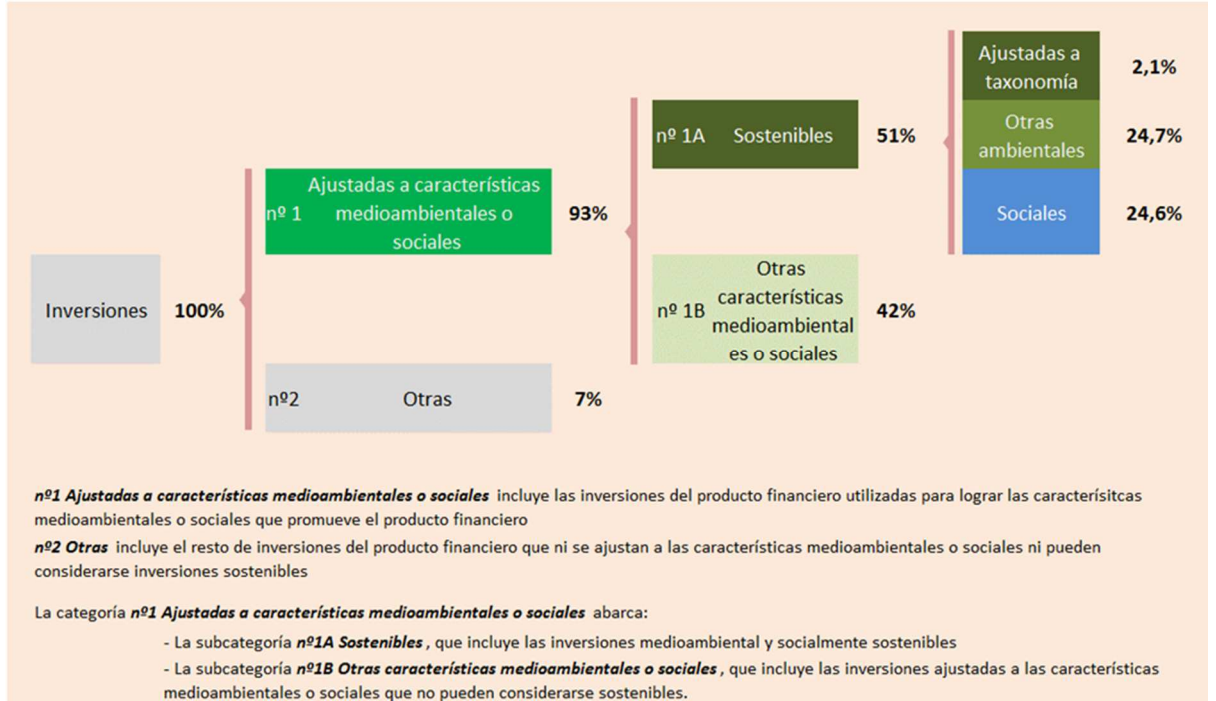 Ajustadas a
taxonomía
2,1%
nº 1A Sostenibles 51%
Otras
ambientales
24,7%
Ajustadas a características
nº 1 medioambientales o
sociales
93%
Sociales 24,6%
Inversiones 100%
Otras
características
nº 1B medioambiental
es o sociales
42%
nº2 Otras 7%
nº1 Ajustadas a características medioambientales o sociales incluye las inversiones del producto financiero utilizadas para lograr las caracterísitcas
medioambientales o sociales que promueve el producto financiero
nº2 Otras incluye el resto de inversiones del producto financiero que ni se ajustan a las características medioambientales o sociales ni pueden
considerarse inversiones sostenibles
La categoría nº1 Ajustadas a características medioambientales o sociales abarca:
- La subcategoría nº1A Sostenibles , que incluye las inversiones medioambiental y socialmente sostenibles
- La subcategoría nº1B Otras características medioambientales o sociales , que incluye las inversiones ajustadas a las características
medioambientales o sociales que no pueden considerarse sostenibles.